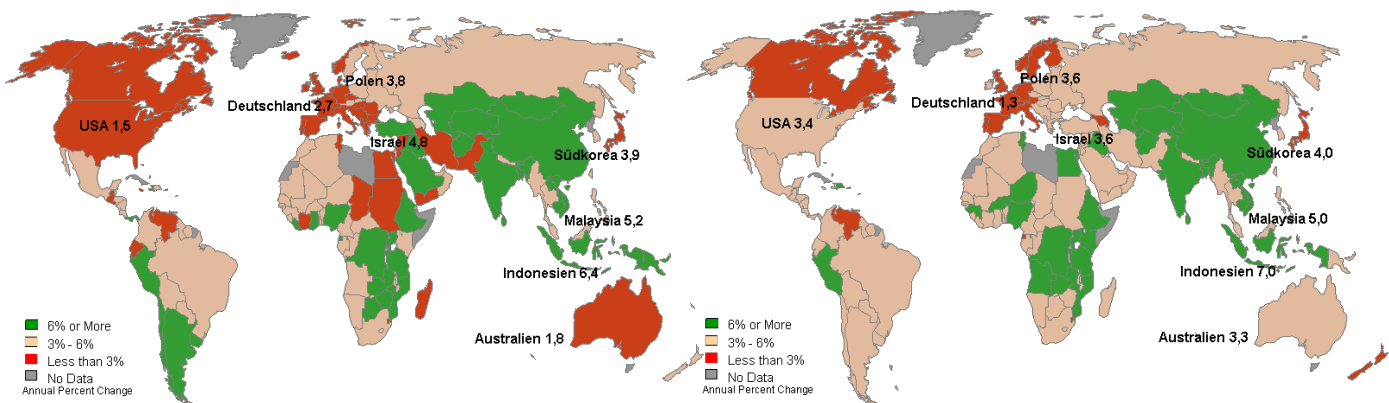 Polen 3,8
Deutschland 2,7
USA 1,5
Israel 4,8
Südkorea 3,9
Malaysia 5,2
Indonesien 6,4
Australien 1,8
6% or More
3% - 6%
Less than 3%
No Data
Annual Percent Change
Polen 3,6
Deutschland 1,3
USA 3,4
Israel 3,6
Südkorea 4,0
Malaysia 5,0
Indonesien 7,0
Australien 3,3
6% or More
3% - 6%
Less than 3%
No Data
Annual Percent Change